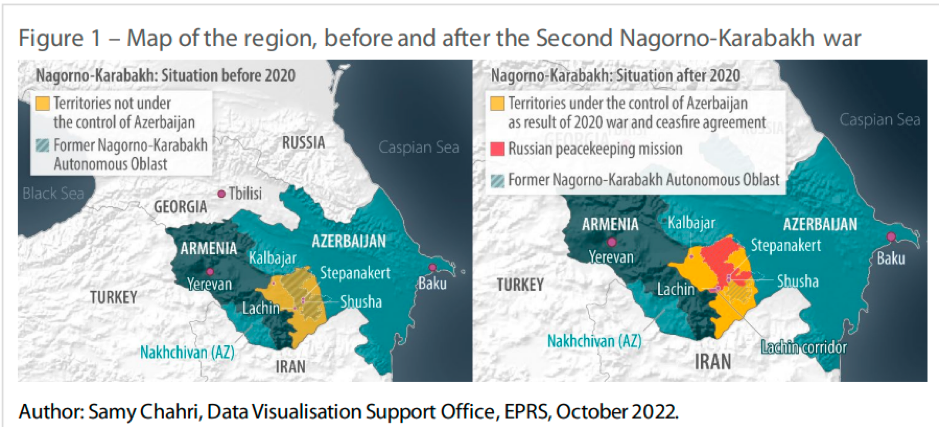 Figure 1 – Map of the region, before and after the Second Nagorno-Karabakh war
Nagorno-Karabakh: Situation before 2020
Territories not under
the control of Azerbaijan
Former Nagorno-Karabakh
Autonomous Oblast
RUSSIA
Caspian Sea
Black Sea
Tbilisi
GEORGIA
ARMENIA
AZERBAIJAN
Kalbajar
Stepanakert
Yerevan
Baku
TURKEY
Lachin
Shusha
Nakhchivan (AZ)
IRAN
Nagorno-Karabakh: Situation after 2020
Territories under the control of Azerbaijan
as result of 2020 war and ceasfire agreement
Russian peacekeeping mission
Former Nagorno-Karabakh Autonomous Oblast
RUSSIA
Caspian Sea
GEORGIA
ARMENIA
Kalbajar
AZERBAIJAN
Stepanakert
Yerevan
Baku
TURKEY
Lachin
Shusha
Nakhchivan (AZ)
Lachin corridor
IRAN
Author: Samy Chahri, Data Visualisation Support Office, EPRS, October 2022.